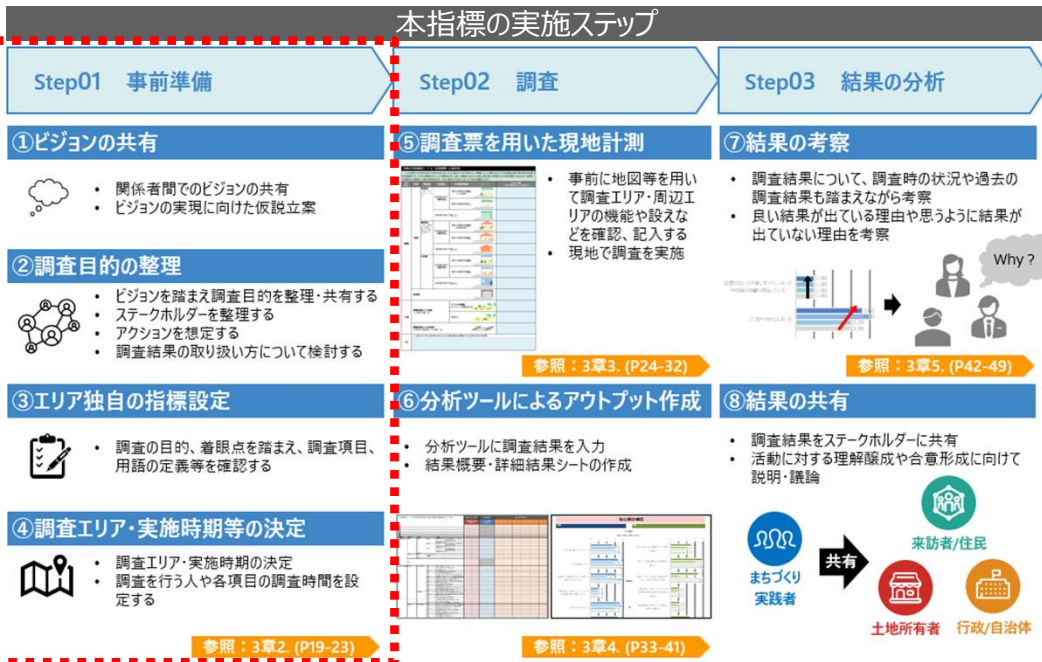 本指標の実施ステップ
Step01 事前準備
①ビジョンの共有
・ 関係者間でのビジョンの共有
・ ビジョンの実現に向けた仮説立案
②調査目的の整理
・ ビジョンを踏まえ調査目的を整理・共有する
・ ステークホルダーを整理する
・ アクションを想定する
・ 調査結果の取り扱い方について検討する
③エリア独自の指標設定
・ 調査の目的、着眼点を踏まえ、調査項目、
用語の定義等を確認する
④調査エリア・実施時期等の決定
・ 調査エリア・実施時期の決定
・ 調査を行う人や各項目の調査時間を設
定する
参照：3章2. (P19-23)
Step02 調査
⑤調査票を用いた現地計測
・ 事前に地図等を用い
て調査エリア・周辺エ
リアの機能や設えな
どを確認、記入する
・ 現地で調査を実施
参照：3章3. (P24-32)
⑥分析ツールによるアウトプット作成
・ 分析ツールに調査結果を入力
・ 結果概要・詳細結果シートの作成
参照：3章4. (P33-41)
Step03 結果の分析
⑦結果の考察
・ 調査結果について、調査時の状況や過去の
調査結果も踏まえながら考察
・ 良い結果が出ている理由や思うように結果が
出ていない理由を考察
Why？
参照：3章5. (P42-49)
⑧結果の共有
・ 調査結果をステークホルダーに共有
・ 活動に対する理解醸成や合意形成に向けて
説明・議論
まちづくり
実践者
共有
来訪者/住民
土地所有者
行政/自治体